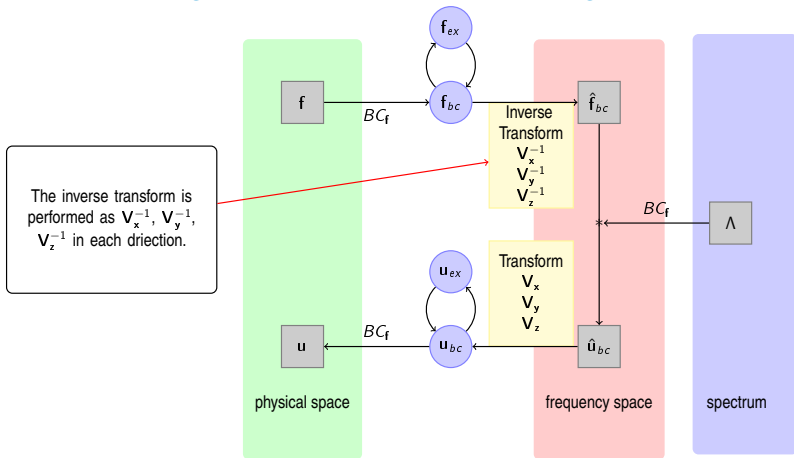 f_ex
f
BC_f
f_bc
f̂_bc
Inverse
Transform
V_x^{-1}
V_y^{-1}
V_z^{-1}
The inverse transform is
performed as V_x^{-1}, V_y^{-1},
V_z^{-1} in each driection.
*
BC_f
Λ
Transform
V_x
V_y
V_z
u_ex
u
BC_f
u_bc
û_bc
physical space
frequency space
spectrum